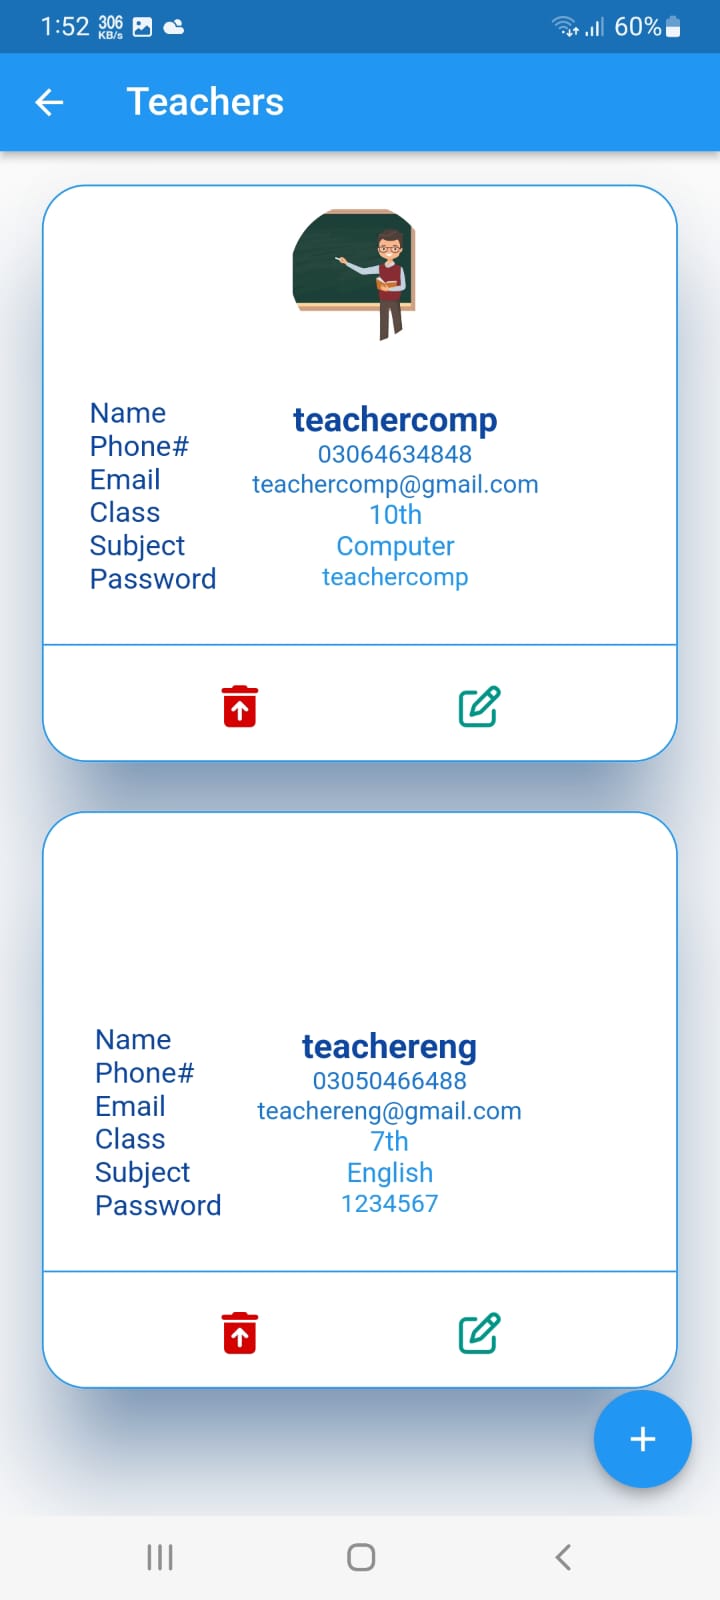 1:52 306 KB/s 60%
Teachers
Name teachercomp
Phone# 03064634848
Email teachercomp@gmail.com
Class 10th
Subject Computer
Password teachercomp
Name teachereng
Phone# 03050466488
Email teachereng@gmail.com
Class 7th
Subject English
Password 1234567